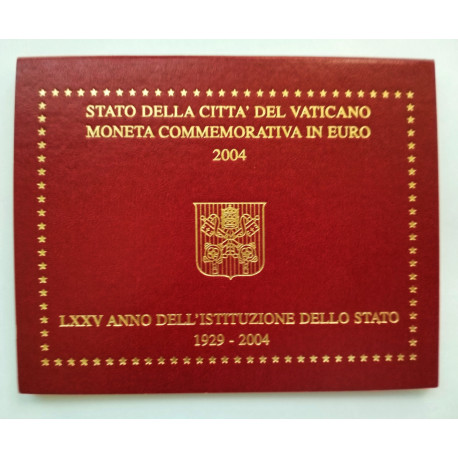 STATO DELLA CITTA' DEL VATICANO
MONETA COMMEMORATIVA IN EURO
2004
LXXV ANNO DELL'ISTITUZIONE DELLO STATO
1929 - 2004